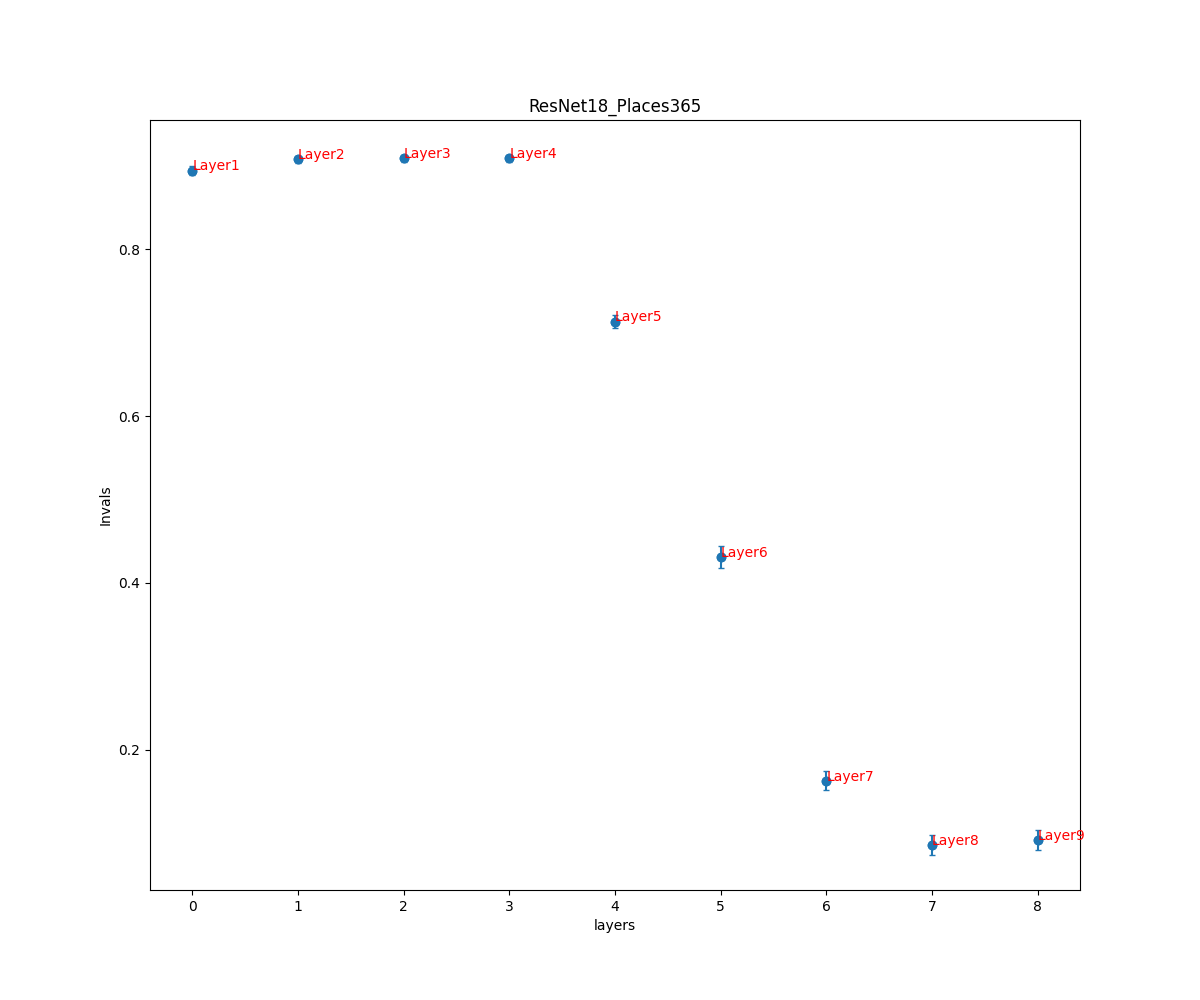 ResNet18_Places365
Layer1
Layer2
Layer3
Layer4
0.8
Layer5
0.6
Invals
Layer6
0.4
0.2
Layer7
Layer8
Layer9
0 1 2 3 4 5 6 7 8
layers